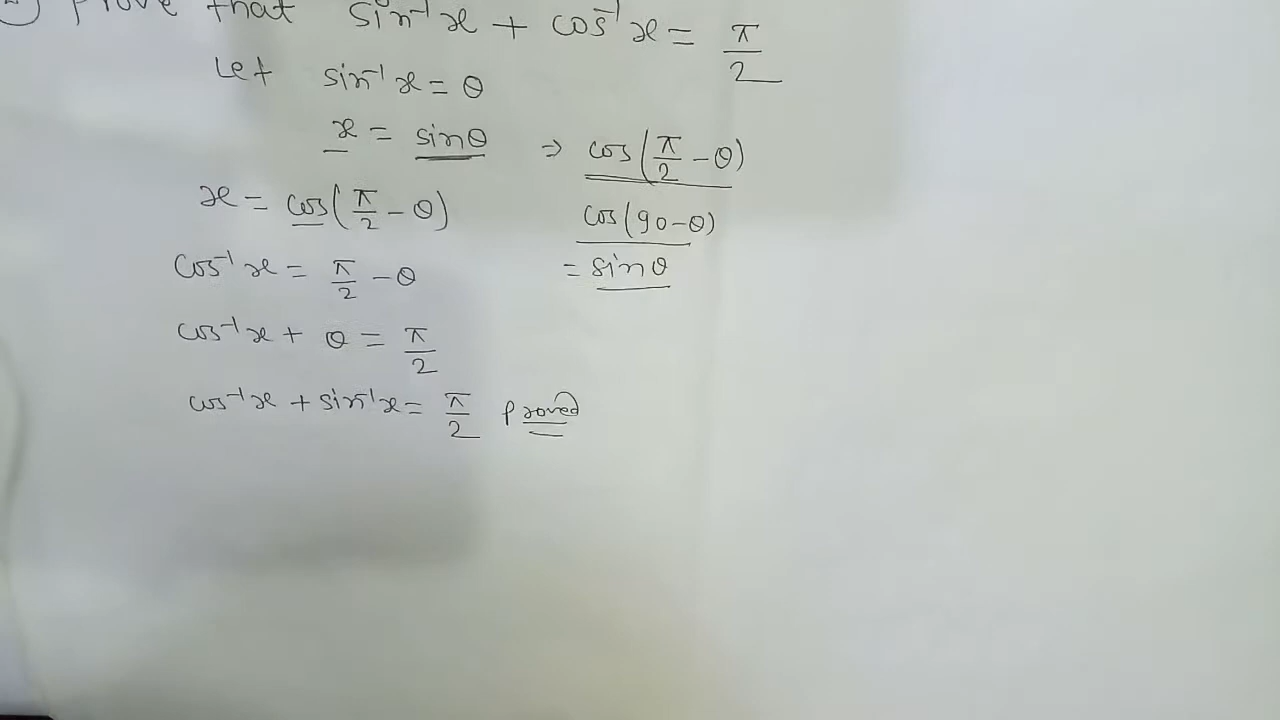 Prove that sin⁻¹x + cos⁻¹x = π/2
Let sin⁻¹x = θ
x = sinθ ⇒ cos(π/2 − θ)
x = cos(π/2 − θ)
cos(90−θ)
= sinθ
cos⁻¹x = π/2 − θ
cos⁻¹x + θ = π/2
cos⁻¹x + sin⁻¹x = π/2 proved